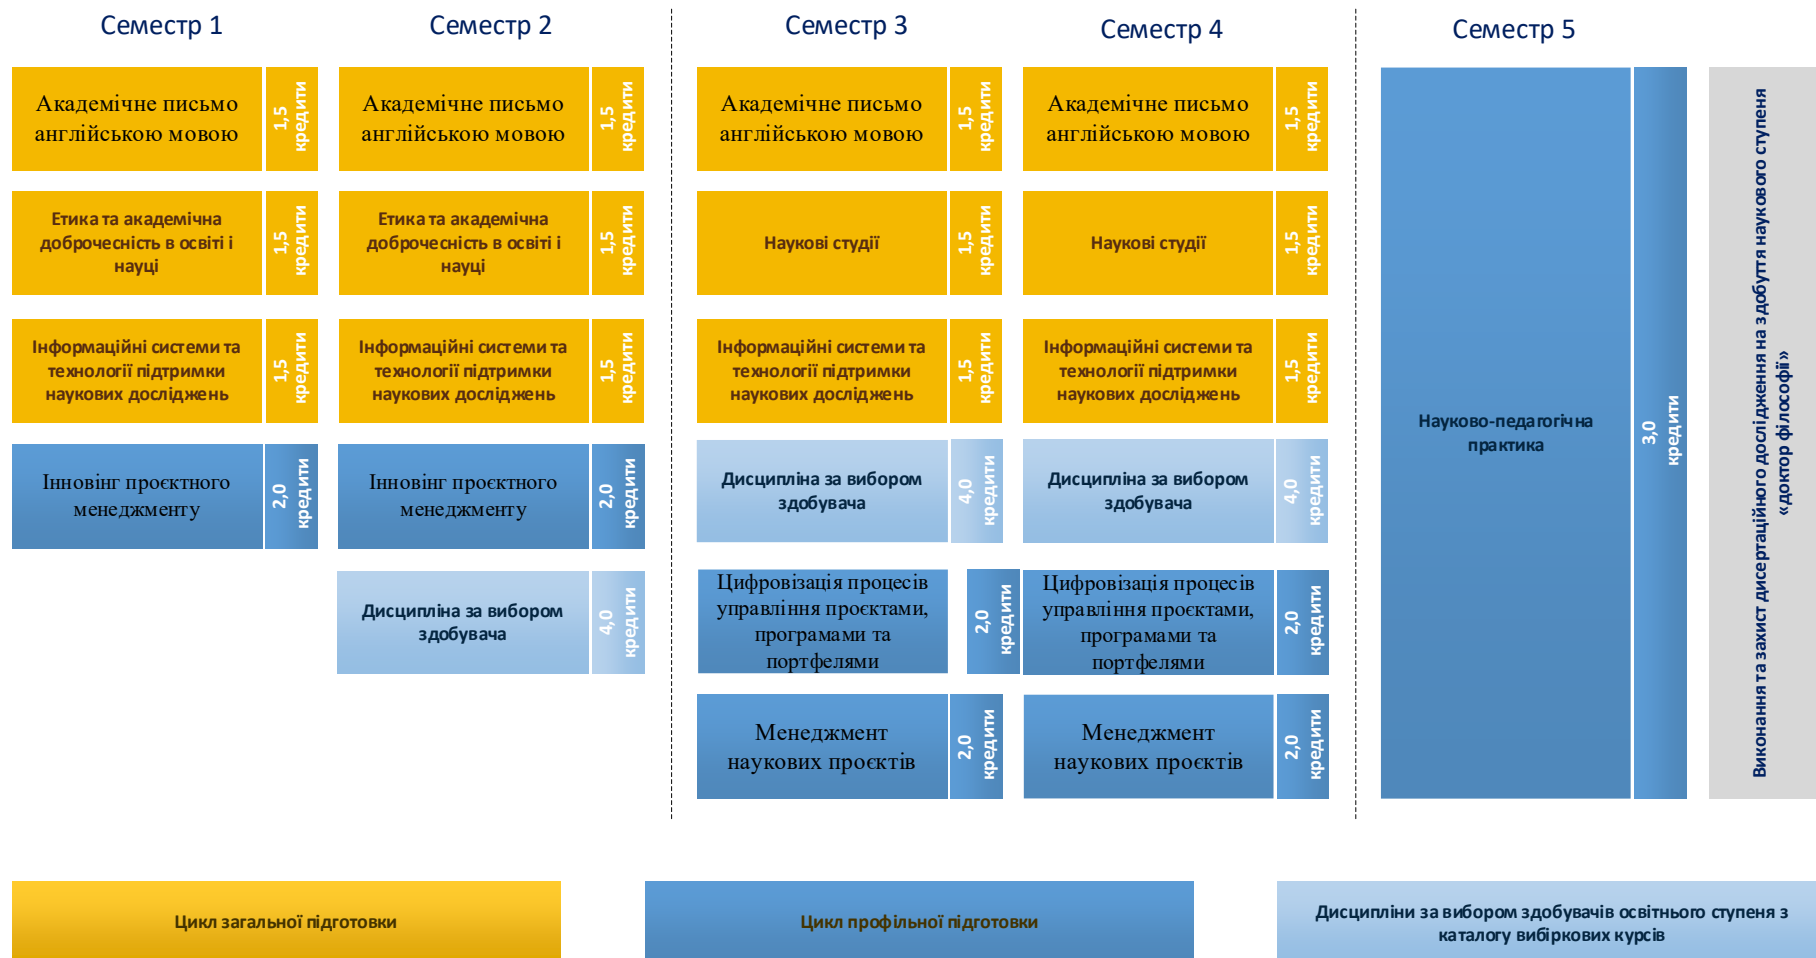 Семестр 1
Академічне письмо
англійською мовою
1,5
кредити
Етика та академічна
доброчесність в освіті і
науці
1,5
кредити
Інформаційні системи та
технології підтримки
наукових досліджень
1,5
кредити
Інновінг проєктного
менеджменту
2,0
кредити
Семестр 2
Академічне письмо
англійською мовою
1,5
кредити
Етика та академічна
доброчесність в освіті і
науці
1,5
кредити
Інформаційні системи та
технології підтримки
наукових досліджень
1,5
кредити
Інновінг проєктного
менеджменту
2,0
кредити
Дисципліна за вибором
здобувача
4,0
кредити
Семестр 3
Академічне письмо
англійською мовою
1,5
кредити
Наукові студії
1,5
кредити
Інформаційні системи та
технології підтримки
наукових досліджень
1,5
кредити
Дисципліна за вибором
здобувача
4,0
кредити
Цифровізація процесів
управління проєктами,
програмами та
портфелями
2,0
кредити
Менеджмент
наукових проєктів
2,0
кредити
Семестр 4
Академічне письмо
англійською мовою
1,5
кредити
Наукові студії
1,5
кредити
Інформаційні системи та
технології підтримки
наукових досліджень
1,5
кредити
Дисципліна за вибором
здобувача
4,0
кредити
Цифровізація процесів
управління проєктами,
програмами та
портфелями
2,0
кредити
Менеджмент
наукових проєктів
2,0
кредити
Семестр 5
Науково-педагогічна
практика
3,0
кредити
Виконання та захист дисертаційного дослідження на здобуття наукового ступеня
«доктор філософії»
Цикл загальної підготовки
Цикл профільної підготовки
Дисципліни за вибором здобувачів освітнього ступеня з
каталогу вибіркових курсів